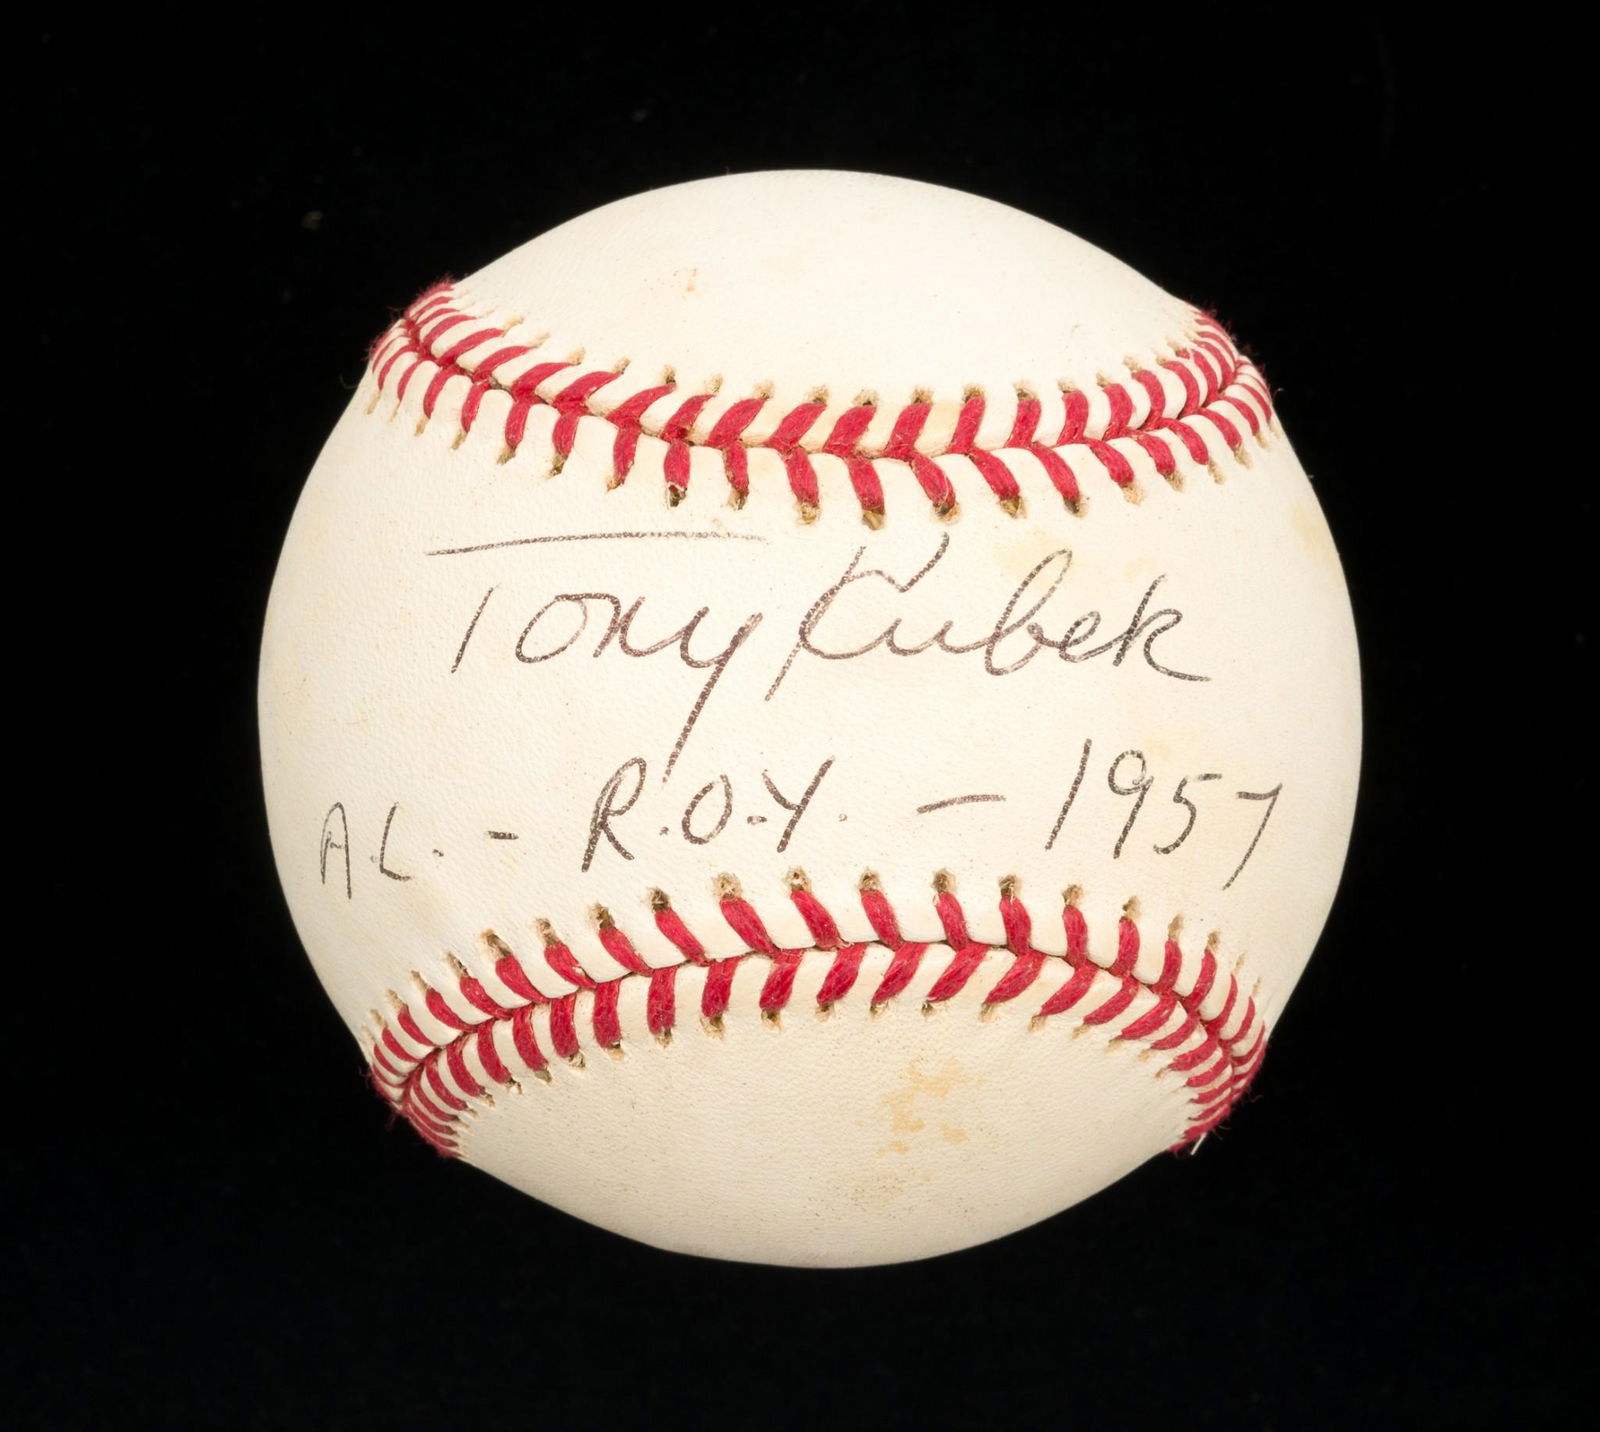 Tony Kubek
A.L. - R.O.Y. - 1957